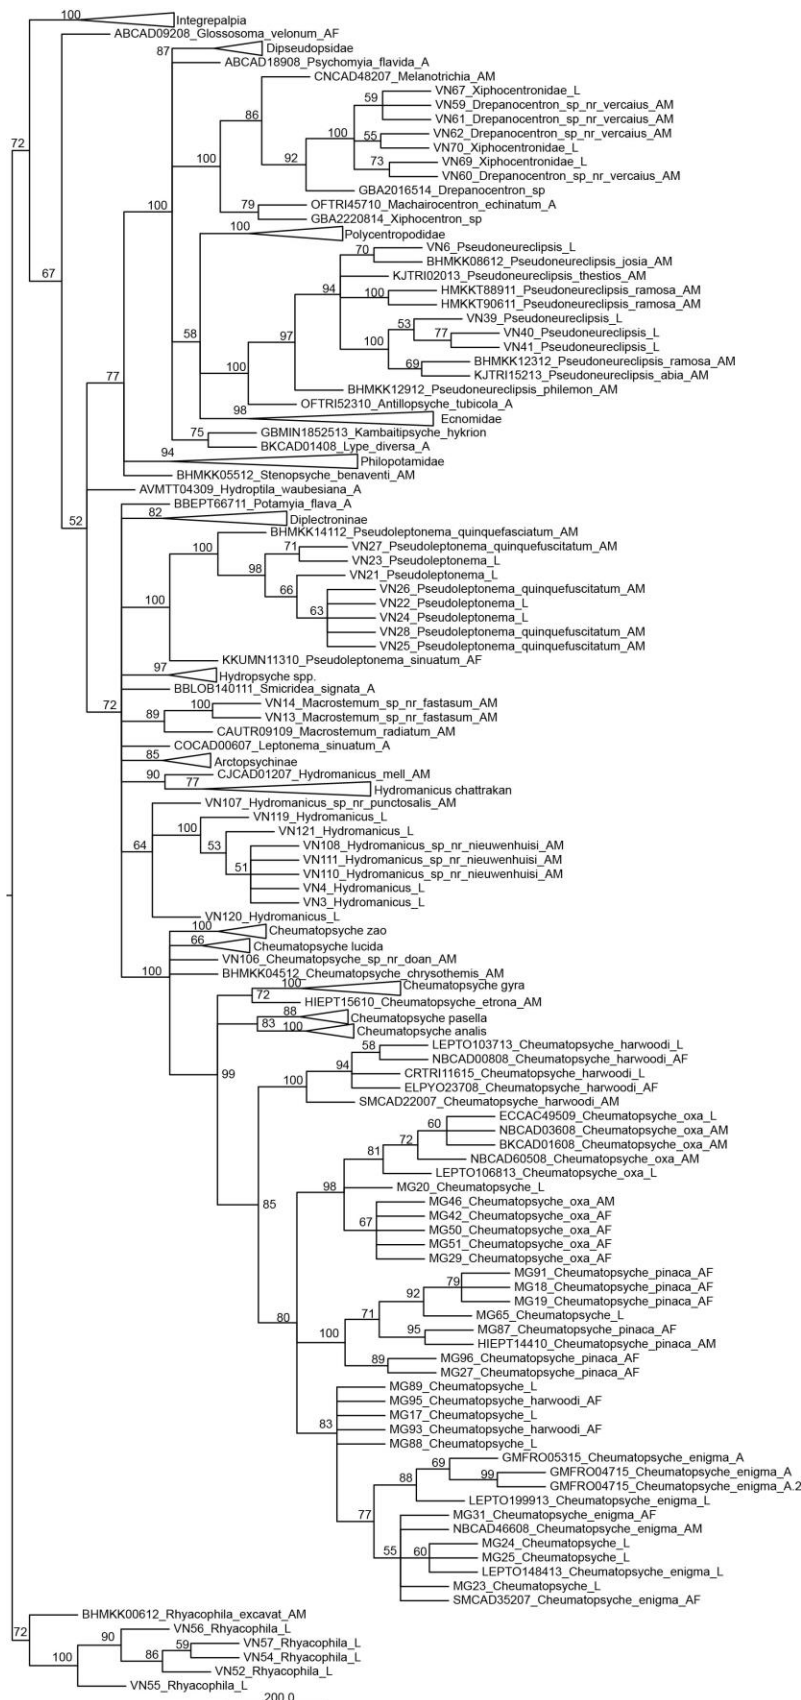 100 Integrepalpia
ABCAD09208_Glossosoma_velonum_AF
87 Dipseudopsidae
ABCAD18908_Psychomyia_flavida_A
CNCAD48207_Melanotrichia_AM
VN67_Xiphocentronidae_L
59 VN59_Drepanocentron_sp_nr_vercaius_AM
VN61_Drepanocentron_sp_nr_vercaius_AM
86
100 55 VN62_Drepanocentron_sp_nr_vercaius_AM
VN70_Xiphocentronidae_L
72
100 92 73 VN69_Xiphocentronidae_L
VN60_Drepanocentron_sp_nr_vercaius_AM
GBA2016514_Drepanocentron_sp
100 79 OFTRI45710_Machairocentron_echinatum_A
GBA2220814_Xiphocentron_sp
100 Polycentropodidae
70 VN6_Pseudoneureclipsis_L
BHMKK08612_Pseudoneureclipsis_josia_AM
67 94 KJTRI02013_Pseudoneureclipsis_thestios_AM
100 HMKKT88911_Pseudoneureclipsis_ramosa_AM
HMKKT90611_Pseudoneureclipsis_ramosa_AM
53 VN39_Pseudoneureclipsis_L
58 97 77 VN40_Pseudoneureclipsis_L
100 VN41_Pseudoneureclipsis_L
100 69 BHMKK12312_Pseudoneureclipsis_ramosa_AM
77 KJTRI15213_Pseudoneureclipsis_abia_AM
BHMKK12912_Pseudoneureclipsis_philemon_AM
OFTRI52310_Antillopsyche_tubicola_A
98 Ecnomidae
75 GBMIN1852513_Kambaitipsyche_hykrion
BKCAD01408_Lype_diversa_A
94 Philopotamidae
BHMKK05512_Stenopsyche_benaventi_AM
AVMTT04309_Hydroptila_waubesiana_A
BBEPT66711_Potamyia_flava_A
52 82 Diplectroninae
BHMKK14112_Pseudoleptonema_quinquefasciatum_AM
100 71 VN27_Pseudoleptonema_quinquefuscitatum_AM
98 VN23_Pseudoleptonema_L
VN21_Pseudoleptonema_L
66 VN26_Pseudoleptonema_quinquefuscitatum_AM
100 VN22_Pseudoleptonema_L
63 VN24_Pseudoleptonema_L
VN28_Pseudoleptonema_quinquefuscitatum_AM
VN25_Pseudoleptonema_quinquefuscitatum_AM
KKUMN11310_Pseudoleptonema_sinuatum_AF
97 Hydropsyche spp.
BBLOB140111_Smicridea_signata_A
72 100 VN14_Macrostemum_sp_nr_fastasum_AM
89 VN13_Macrostemum_sp_nr_fastasum_AM
CAUTR09109_Macrostemum_radiatum_AM
COCAD00607_Leptonema_sinuatum_A
85 Arctopsychinae
90 CJCAD01207_Hydromanicus_mell_AM
77 Hydromanicus chattrakan
VN107_Hydromanicus_sp_nr_punctosalis_AM
VN119_Hydromanicus_L
100 VN121_Hydromanicus_L
64 53 VN108_Hydromanicus_sp_nr_nieuwenhuisi_AM
VN111_Hydromanicus_sp_nr_nieuwenhuisi_AM
51 VN110_Hydromanicus_sp_nr_nieuwenhuisi_AM
VN4_Hydromanicus_L
VN3_Hydromanicus_L
VN120_Hydromanicus_L
100 Cheumatopsyche zao
66 Cheumatopsyche lucida
VN106_Cheumatopsyche_sp_nr_doan_AM
100 BHMKK04512_Cheumatopsyche_chrysothemis_AM
100 Cheumatopsyche gyra
72 HIEPT15610_Cheumatopsyche_etrona_AM
88 Cheumatopsyche pasella
83 100 Cheumatopsyche analis
58 LEPTO103713_Cheumatopsyche_harwoodi_L
94 NBCAD00808_Cheumatopsyche_harwoodi_AF
99 CRTRI11615_Cheumatopsyche_harwoodi_L
100 ELPYO23708_Cheumatopsyche_harwoodi_AF
SMCAD22007_Cheumatopsyche_harwoodi_AM
ECCAC49509_Cheumatopsyche_oxa_L
60 NBCAD03608_Cheumatopsyche_oxa_AM
72 BKCAD01608_Cheumatopsyche_oxa_AM
81 NBCAD60508_Cheumatopsyche_oxa_AM
LEPTO106813_Cheumatopsyche_oxa_L
98 MG20_Cheumatopsyche_L
85 MG46_Cheumatopsyche_oxa_AM
MG42_Cheumatopsyche_oxa_AF
67 MG50_Cheumatopsyche_oxa_AF
MG51_Cheumatopsyche_oxa_AF
MG29_Cheumatopsyche_oxa_AF
MG91_Cheumatopsyche_pinaca_AF
79 MG18_Cheumatopsyche_pinaca_AF
92 MG19_Cheumatopsyche_pinaca_AF
71 MG65_Cheumatopsyche_L
80 95 MG87_Cheumatopsyche_pinaca_AF
100 HIEPT14410_Cheumatopsyche_pinaca_AM
89 MG96_Cheumatopsyche_pinaca_AF
MG27_Cheumatopsyche_pinaca_AF
MG89_Cheumatopsyche_L
MG95_Cheumatopsyche_harwoodi_AF
83 MG17_Cheumatopsyche_L
MG93_Cheumatopsyche_harwoodi_AF
MG88_Cheumatopsyche_L
69 GMFRO05315_Cheumatopsyche_enigma_A
88 99 GMFRO04715_Cheumatopsyche_enigma_A
GMFRO04715_Cheumatopsyche_enigma_A.2
LEPTO199913_Cheumatopsyche_enigma_L
77 MG31_Cheumatopsyche_enigma_AF
NBCAD46608_Cheumatopsyche_enigma_AM
MG24_Cheumatopsyche_L
55 60 MG25_Cheumatopsyche_L
LEPTO148413_Cheumatopsyche_enigma_L
MG23_Cheumatopsyche_L
SMCAD35207_Cheumatopsyche_enigma_AF
BHMKK00612_Rhyacophila_excavat_AM
72 VN56_Rhyacophila_L
90 59 VN57_Rhyacophila_L
86 VN54_Rhyacophila_L
100 VN52_Rhyacophila_L
VN55_Rhyacophila_L
200.0